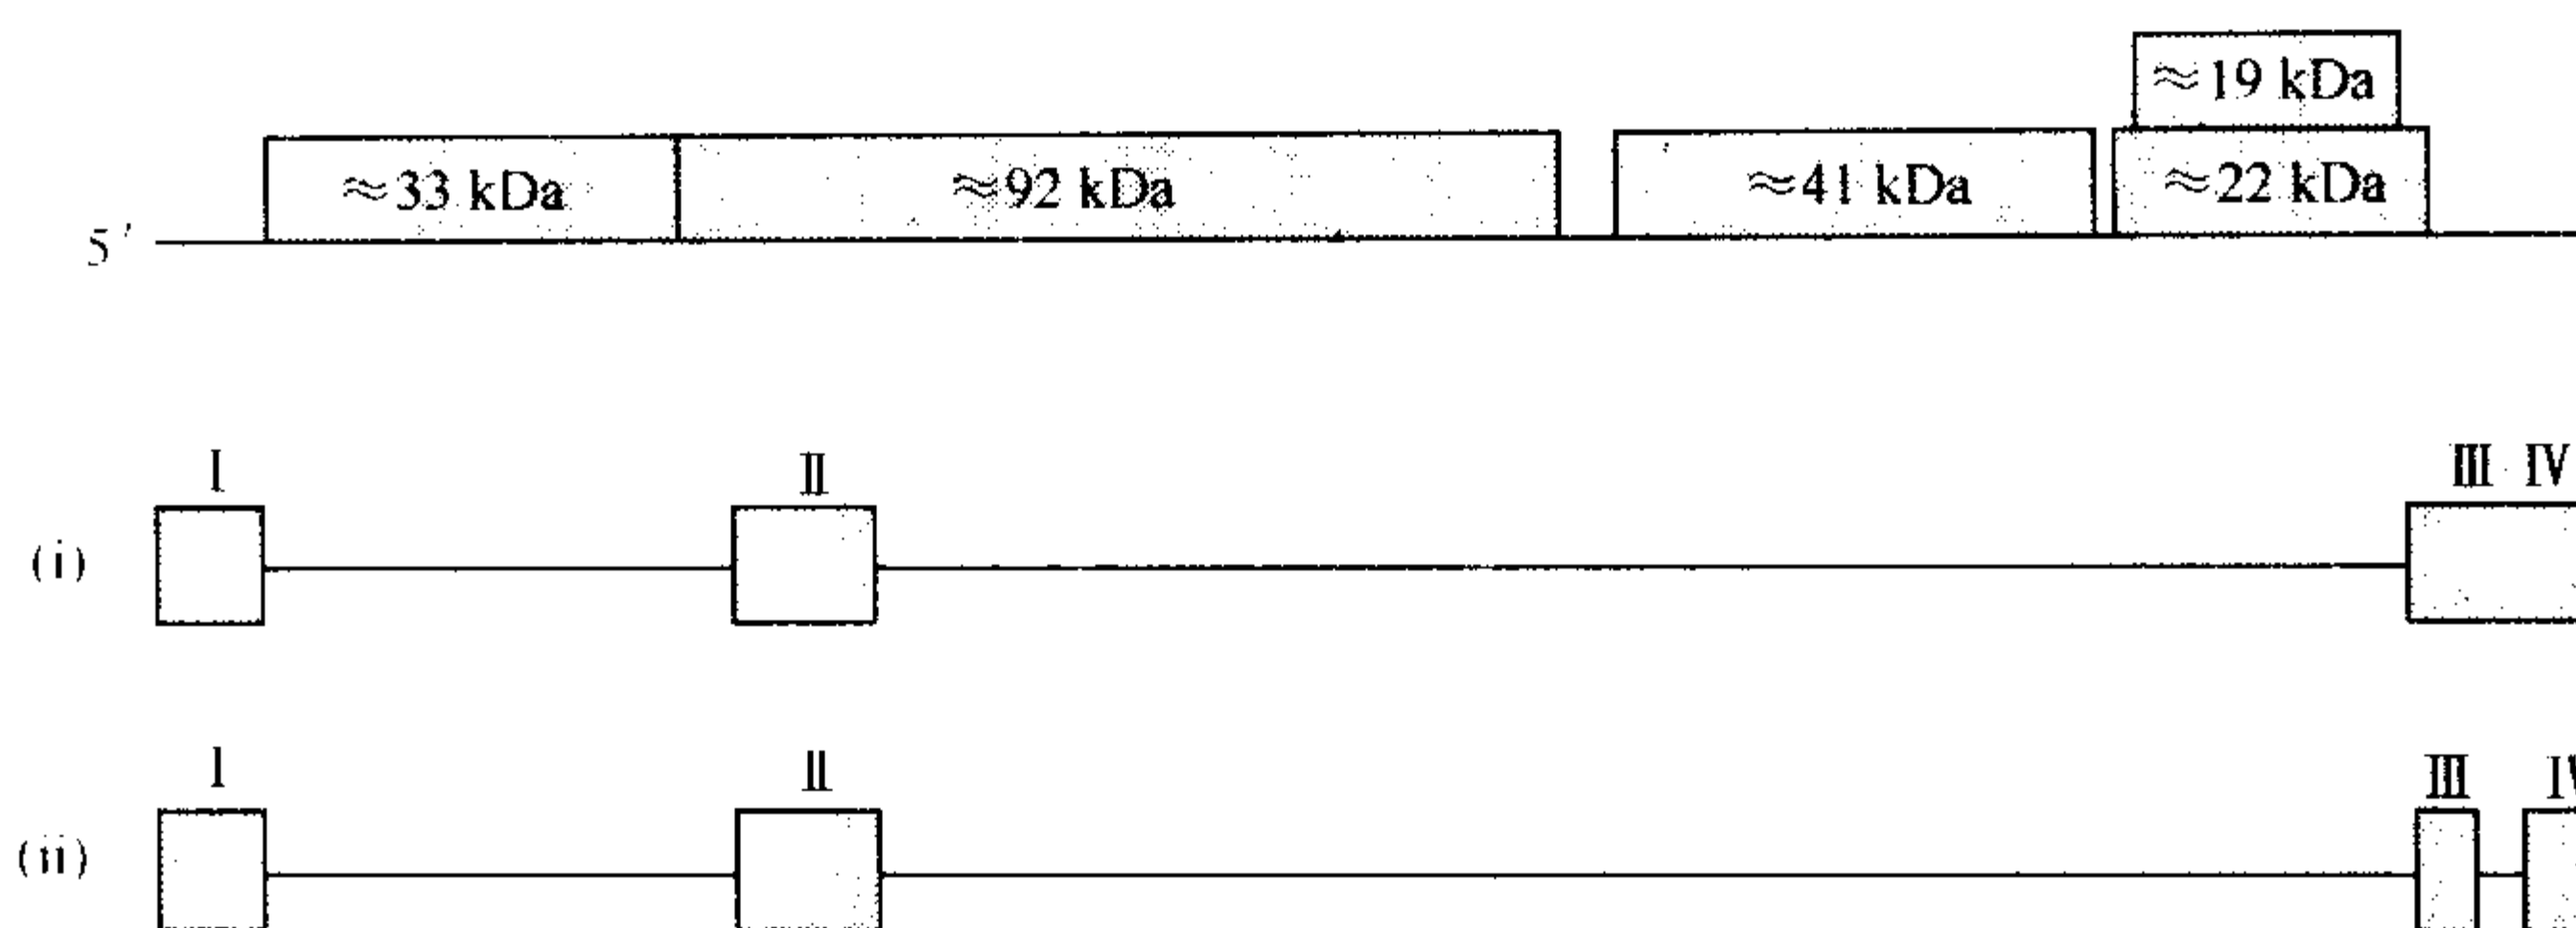 ≈19 kDa
≈33 kDa ≈92 kDa ≈41 kDa ≈22 kDa
5′
I II III IV
(i)
I II III
(ii)